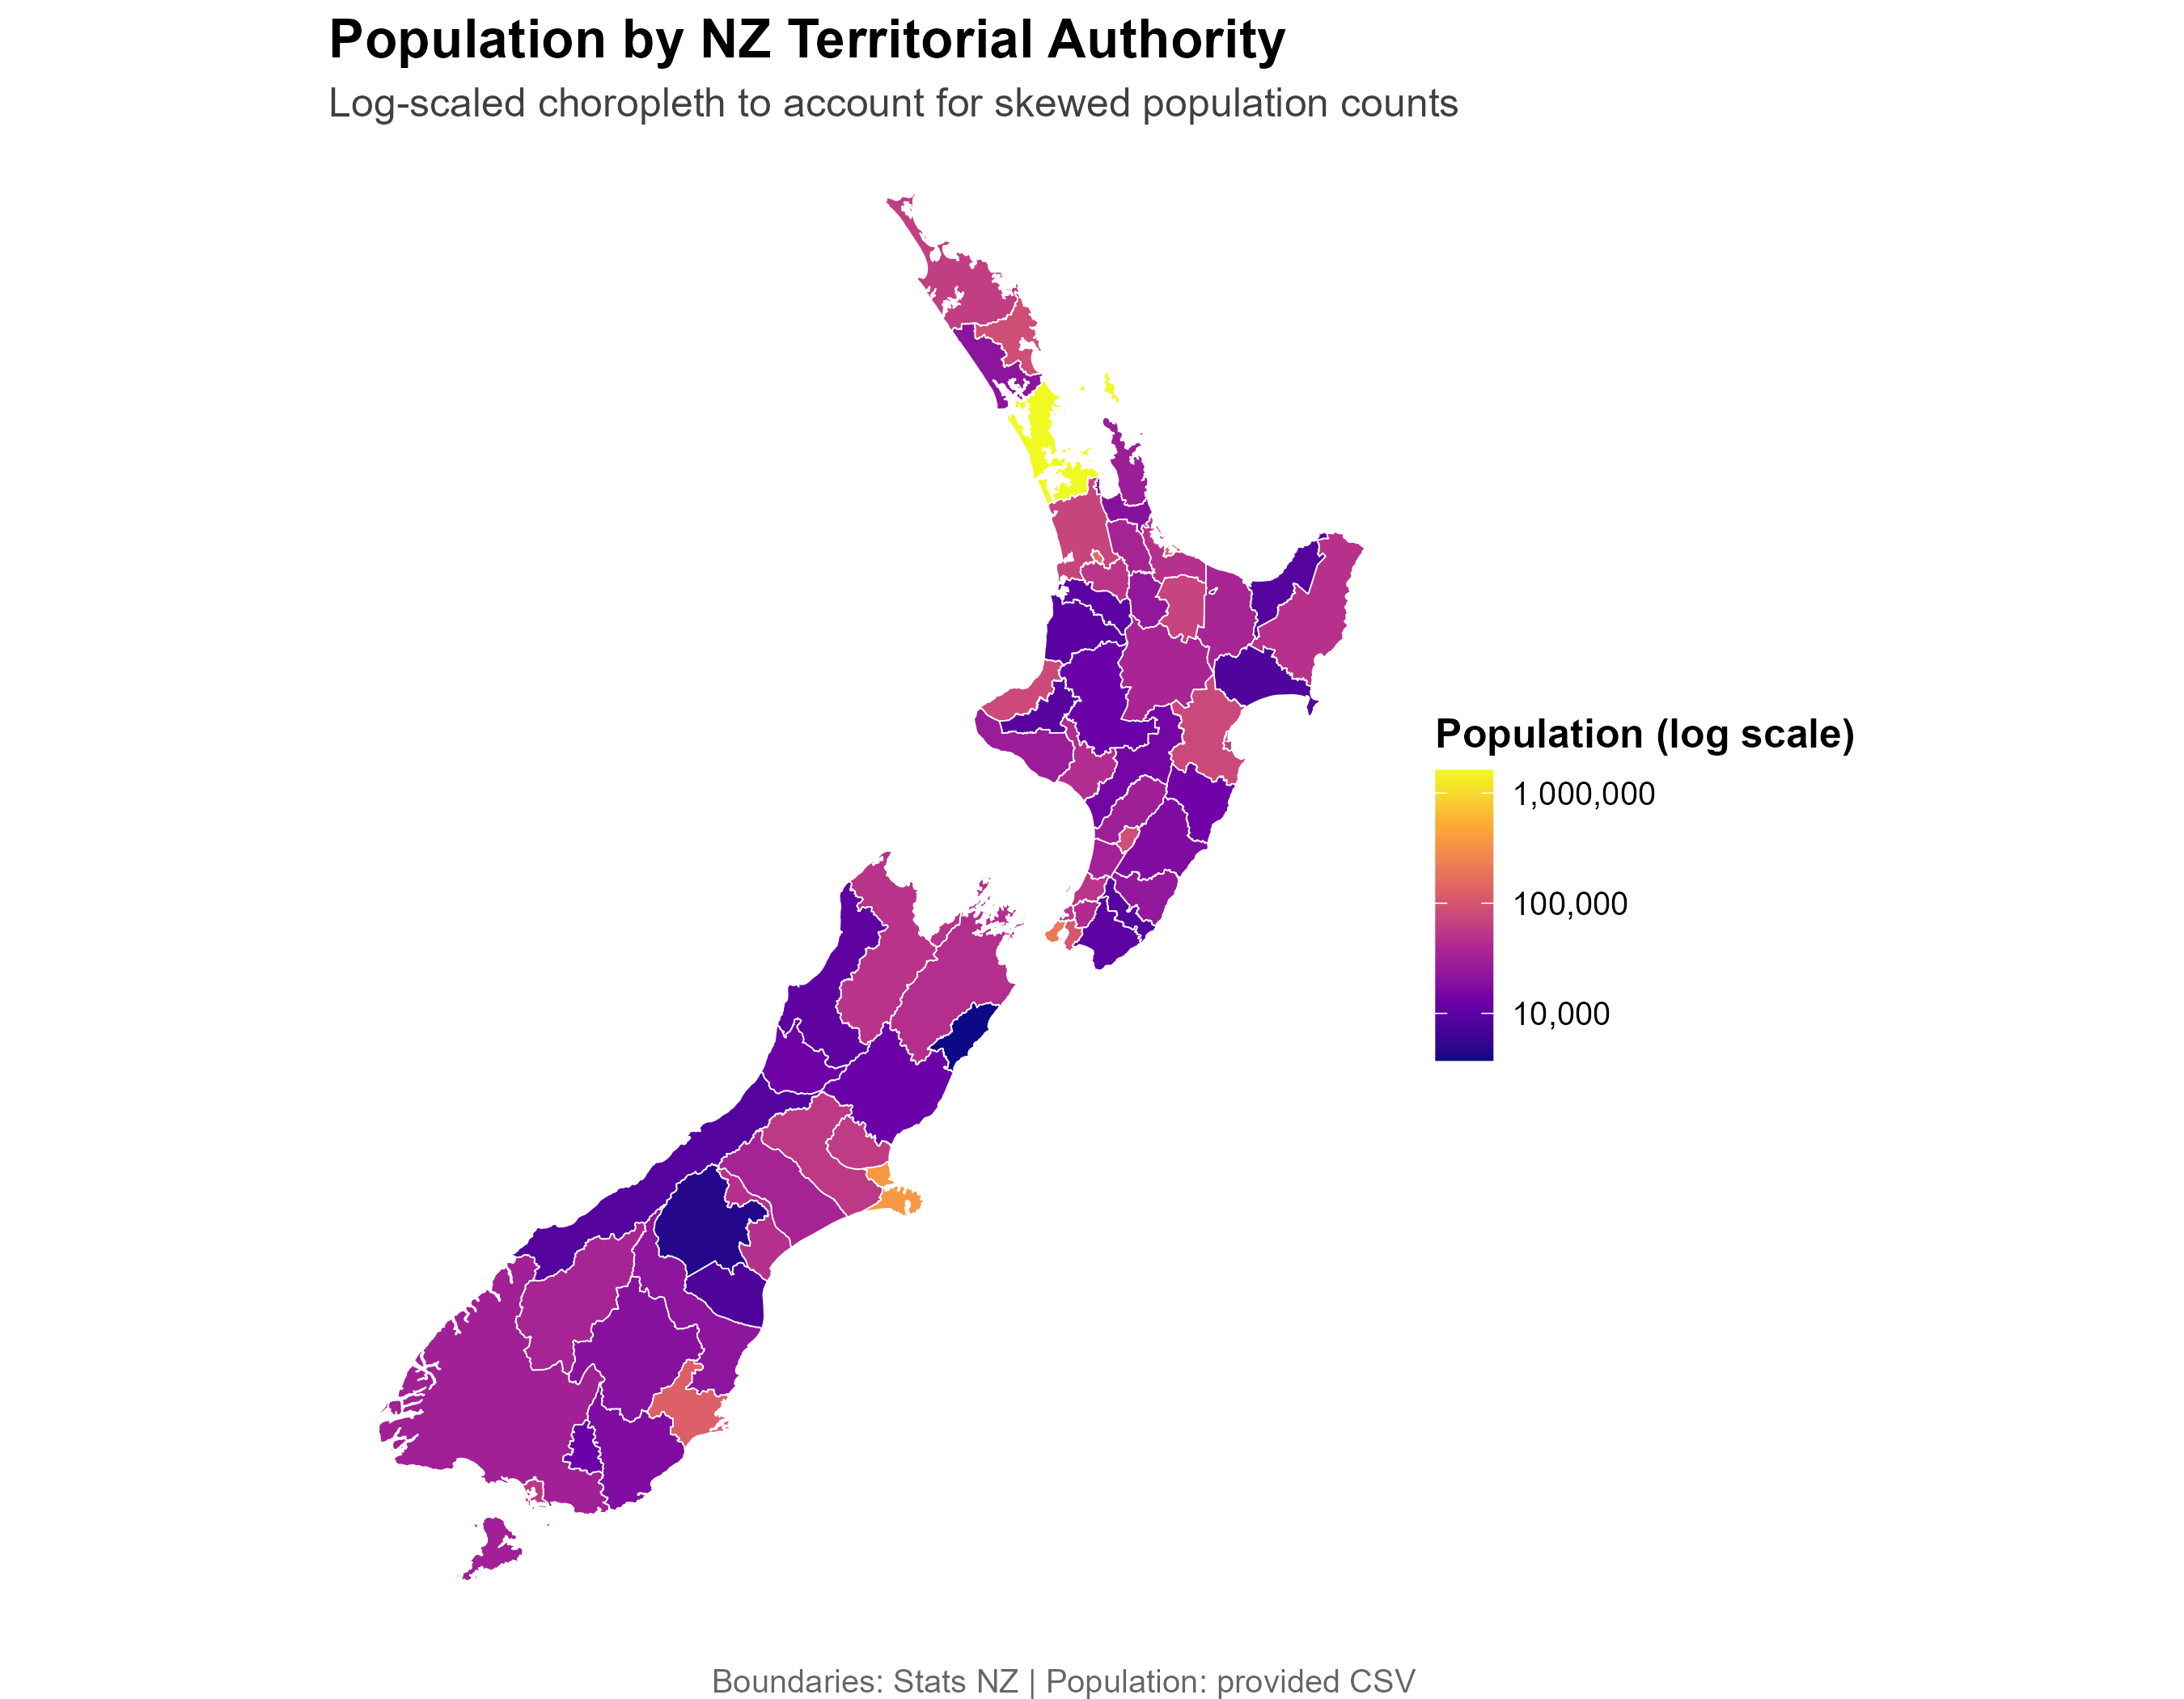 Population by NZ Territorial Authority
Log-scaled choropleth to account for skewed population counts
Population (log scale)
1,000,000
100,000
10,000
Boundaries: Stats NZ | Population: provided CSV